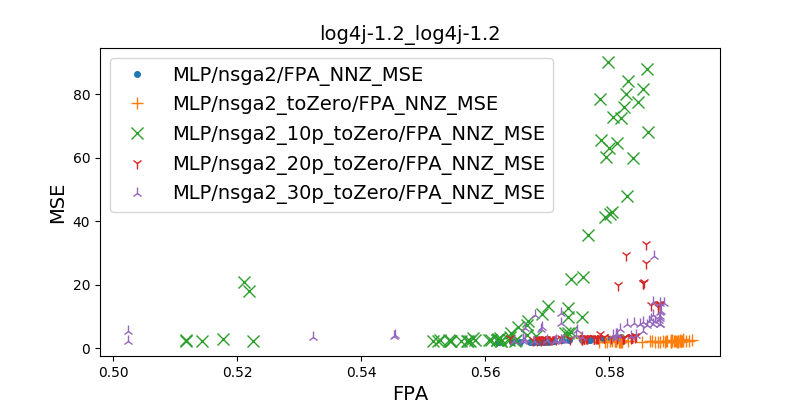 log4j-1.2_log4j-1.2
MLP/nsga2/FPA_NNZ_MSE
MLP/nsga2_toZero/FPA_NNZ_MSE
MLP/nsga2_10p_toZero/FPA_NNZ_MSE
MLP/nsga2_20p_toZero/FPA_NNZ_MSE
MLP/nsga2_30p_toZero/FPA_NNZ_MSE
MSE
80
60
40
20
0
0.50 0.52 0.54 0.56 0.58
FPA